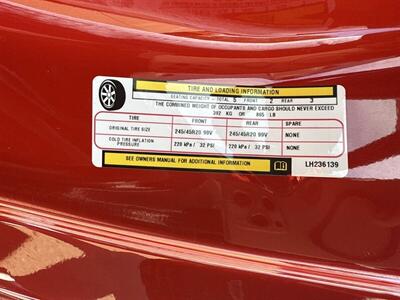 TIRE AND LOADING INFORMATION
SEATING CAPACITY - TOTAL 5 FRONT 2 REAR 3
THE COMBINED WEIGHT OF OCCUPANTS AND CARGO SHOULD NEVER EXCEED
392 KG OR 865 LB
TIRE FRONT REAR SPARE
ORIGINAL TIRE SIZE 245/45R20 99V 245/45R20 99V NONE
COLD TIRE INFLATION PRESSURE 220 kPa / 32 PSI 220 kPa / 32 PSI NONE
SEE OWNERS MANUAL FOR ADDITIONAL INFORMATION
LH236139